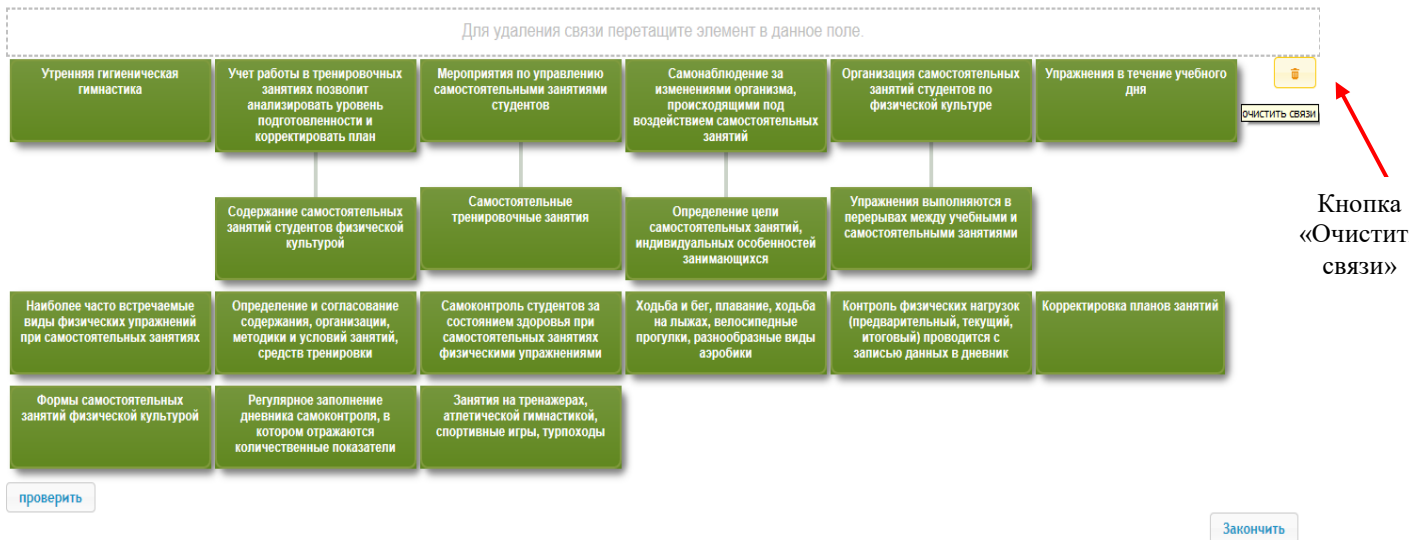 Для удаления связи перетащите элемент в данное поле.
Утренняя гигиеническая
гимнастика
Учет работы в тренировочных
занятиях позволит
анализировать уровень
подготовленности и
корректировать план
Мероприятия по управлению
самостоятельными занятиями
студентов
Самонаблюдение за
изменениями организма,
происходящими под
воздействием самостоятельных
занятий
Организация самостоятельных
занятий студентов по
физической культуре
Упражнения в течение учебного
дня
очистить связи
Кнопка
«Очистит
связи»
Содержание самостоятельных
занятий студентов физической
культурой
Самостоятельные
тренировочные занятия
Определение цели
самостоятельных занятий,
индивидуальных особенностей
занимающихся
Упражнения выполняются в
перерывах между учебными и
самостоятельными занятиями
Наиболее часто встречаемые
виды физических упражнений
при самостоятельных занятиях
Определение и согласование
содержания, организации,
методики и условий занятий,
средств тренировки
Самоконтроль студентов за
состоянием здоровья при
самостоятельных занятиях
физическими упражнениями
Ходьба и бег, плавание, ходьба
на лыжах, велосипедные
прогулки, разнообразные виды
аэробики
Контроль физических нагрузок
(предварительный, текущий,
итоговый) проводится с
записью данных в дневник
Корректировка планов занятий
Формы самостоятельных
занятий физической культурой
Регулярное заполнение
дневника самоконтроля, в
котором отражаются
количественные показатели
Занятия на тренажерах,
атлетической гимнастикой,
спортивные игры, турпоходы
проверить
Закончить